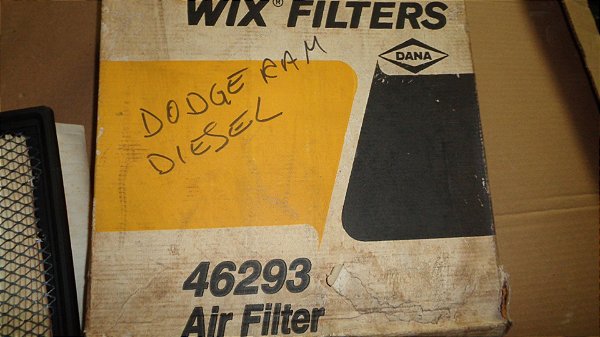 WIX® FILTERS
DANA
DODGE RAM
DIESEL
46293
Air Filter